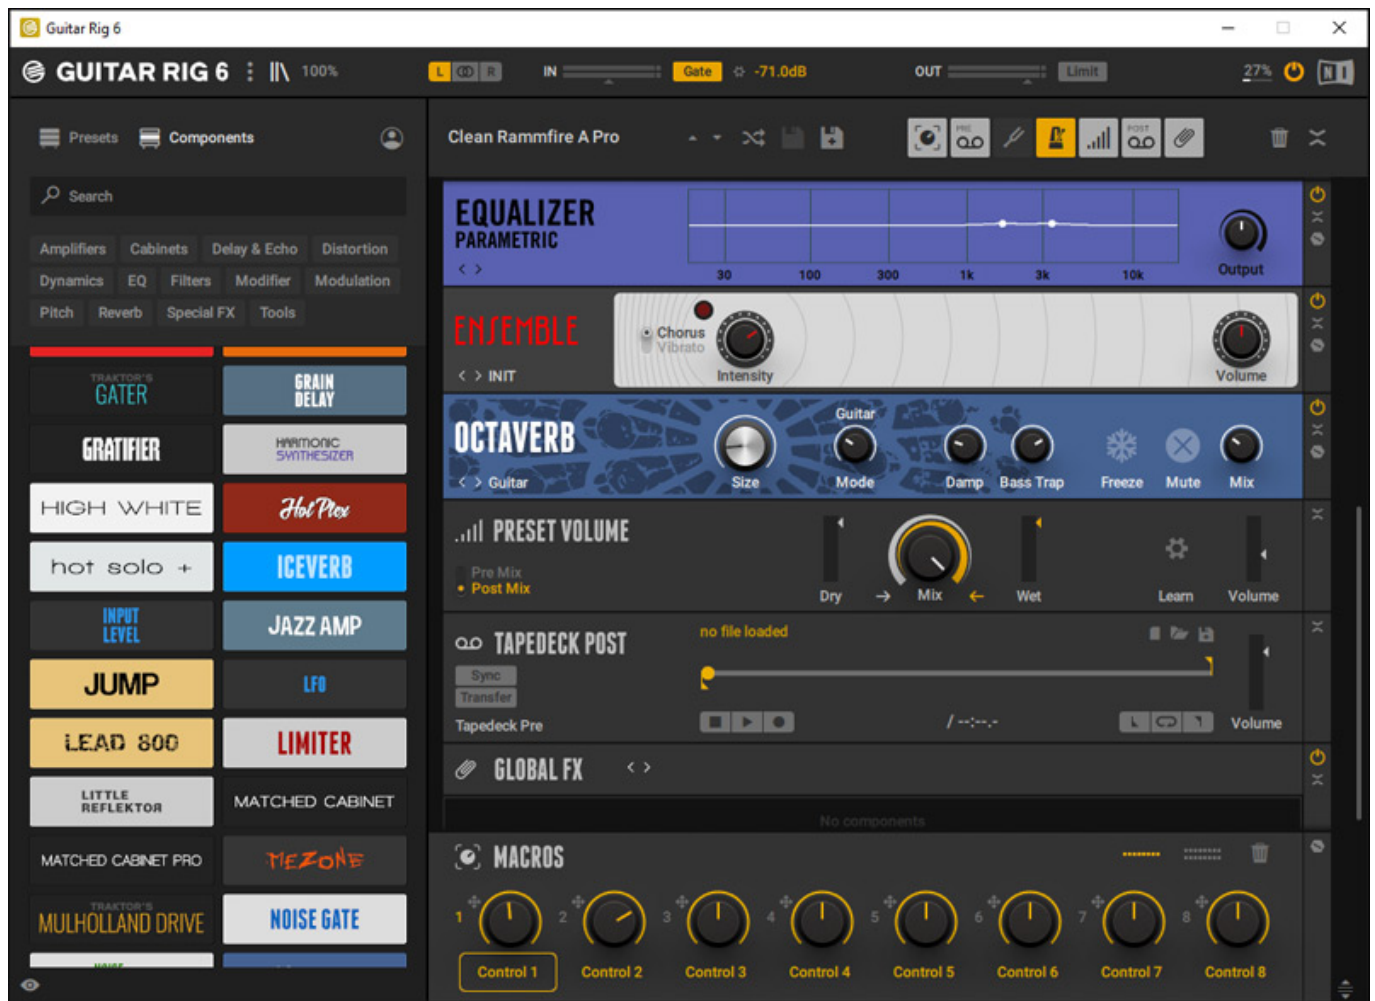 Guitar Rig 6
GUITAR RIG 6
100%
L R
IN
Gate
-71.0dB
OUT
Limit
27%
N I
Presets
Components
Clean Rammfire A Pro
PRE
POST
Search
Amplifiers Cabinets Delay & Echo Distortion
Dynamics EQ Filters Modifier Modulation
Pitch Reverb Special FX Tools
TRAKTOR'S
GATER
GRAIN
DELAY
GRATIFIER
HARMONIC
SYNTHESIZER
HIGH WHITE
Hot Plex
hot solo +
ICEVERB
INPUT
LEVEL
JAZZ AMP
JUMP
LFO
LEAD 800
LIMITER
LITTLE
REFLEKTOR
MATCHED CABINET
MATCHED CABINET PRO
MEZONE
TRAKTOR'S
MULHOLLAND DRIVE
NOISE GATE
NOISE
EQUALIZER
PARAMETRIC
30 100 300 1k 3k 10k
Output
ENSEMBLE
INIT
Chorus
Vibrato
Intensity
Volume
OCTAVERB
Guitar
Guitar
Size
Mode
Damp
Bass Trap
Freeze
Mute
Mix
PRESET VOLUME
Pre Mix
Post Mix
Dry
Mix
Wet
Learn
Volume
TAPEDECK POST
no file loaded
Sync
Transfer
Tapedeck Pre
/ --:--.-
Volume
GLOBAL FX
No components
MACROS
1 2 3 4 5 6 7 8
Control 1 Control 2 Control 3 Control 4 Control 5 Control 6 Control 7 Control 8